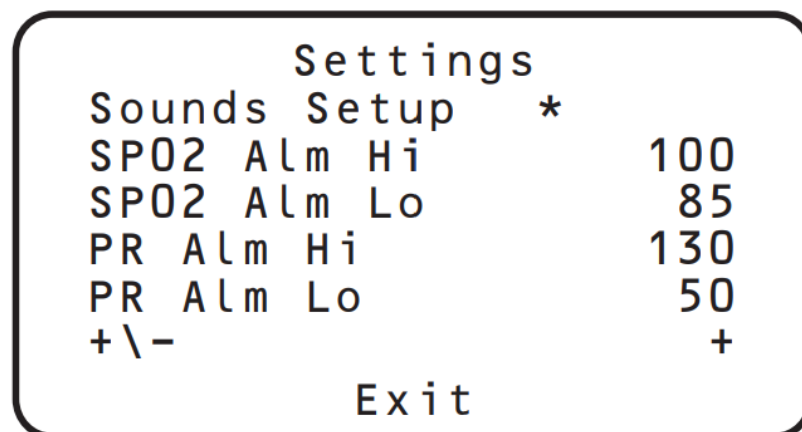 Settings
Sounds Setup *
SPO2 Alm Hi 100
SPO2 Alm Lo 85
PR Alm Hi 130
PR Alm Lo 50
+\- +
Exit